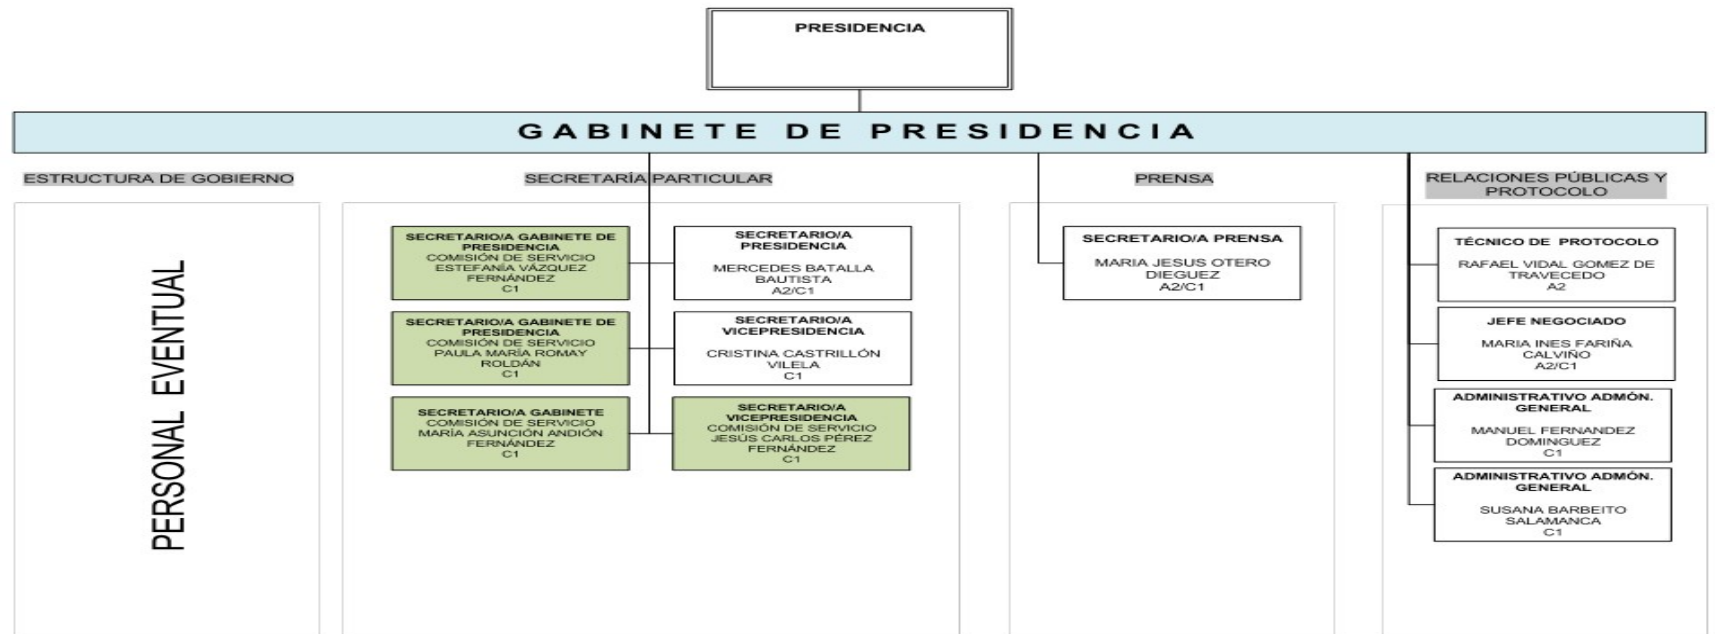 PRESIDENCIA
GABINETE DE PRESIDENCIA
ESTRUCTURA DE GOBIERNO
PERSONAL EVENTUAL
SECRETARÍA PARTICULAR
SECRETARIO/A GABINETE DE
PRESIDENCIA
COMISIÓN DE SERVICIO
ESTEFANÍA VÁZQUEZ
FERNÁNDEZ
C1
SECRETARIO/A
PRESIDENCIA
MERCEDES BATALLA
BAUTISTA
A2/C1
SECRETARIO/A GABINETE DE
PRESIDENCIA
COMISIÓN DE SERVICIO
PAULA MARÍA ROMAY
ROLDÁN
C1
SECRETARIO/A
VICEPRESIDENCIA
CRISTINA CASTRILLÓN
VILELA
C1
SECRETARIO/A GABINETE
COMISIÓN DE SERVICIO
MARÍA ASUNCIÓN ANDIÓN
FERNÁNDEZ
C1
SECRETARIO/A
VICEPRESIDENCIA
COMISIÓN DE SERVICIO
JESÚS CARLOS PÉREZ
FERNÁNDEZ
C1
PRENSA
SECRETARIO/A PRENSA
MARIA JESUS OTERO
DIEGUEZ
A2/C1
RELACIONES PÚBLICAS Y
PROTOCOLO
TÉCNICO DE PROTOCOLO
RAFAEL VIDAL GOMEZ DE
TRAVECEDO
A2
JEFE NEGOCIADO
MARIA INES FARIÑA
CALVIÑO
A2/C1
ADMINISTRATIVO ADMÓN.
GENERAL
MANUEL FERNANDEZ
DOMINGUEZ
C1
ADMINISTRATIVO ADMÓN.
GENERAL
SUSANA BARBEITO
SALAMANCA
C1